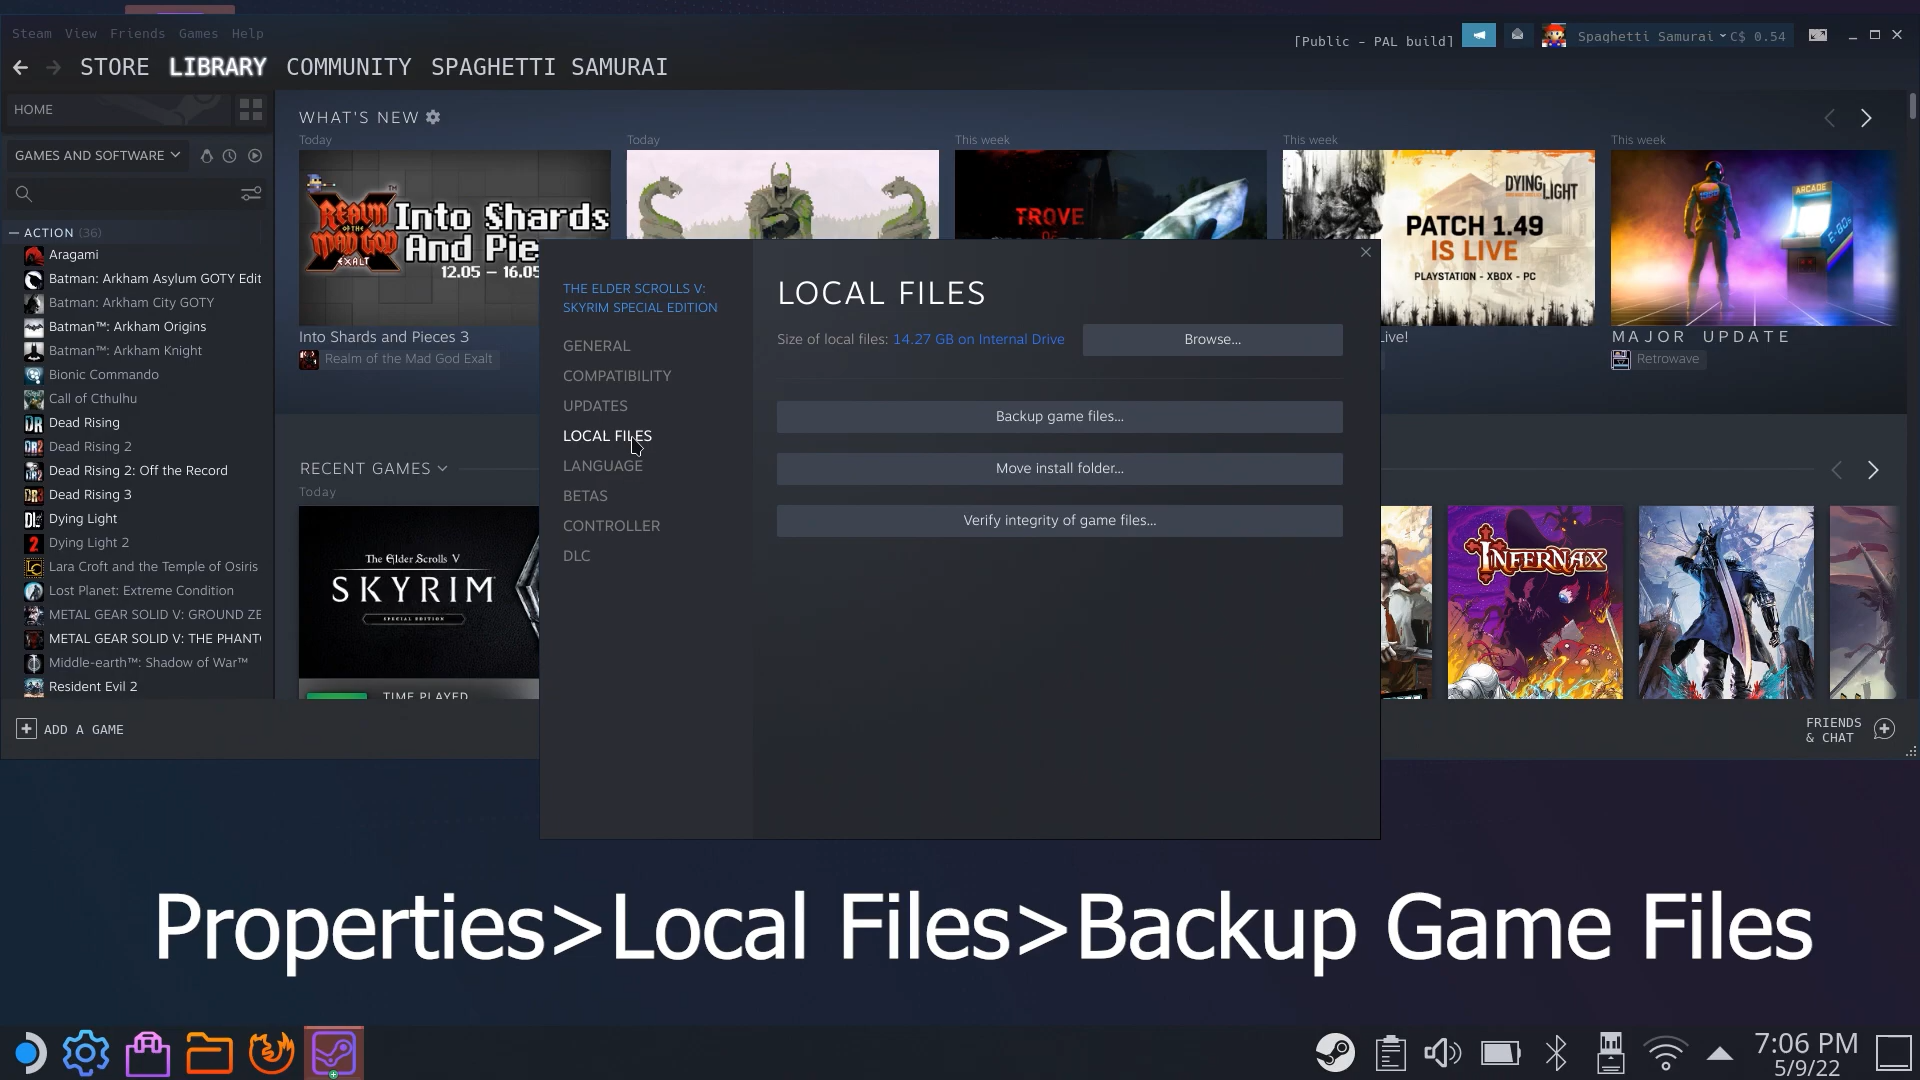 Steam View Friends Games Help
[Public - PAL build]
Spaghetti Samurai
C$ 0.54
STORE LIBRARY COMMUNITY SPAGHETTI SAMURAI
HOME
GAMES AND SOFTWARE
ACTION (36)
Aragami
Batman: Arkham Asylum GOTY Edit
Batman: Arkham City GOTY
Batman™: Arkham Origins
Batman™: Arkham Knight
Bionic Commando
Call of Cthulhu
Dead Rising
Dead Rising 2
Dead Rising 2: Off the Record
Dead Rising 3
Dying Light
Dying Light 2
Lara Croft and the Temple of Osiris
Lost Planet: Extreme Condition
METAL GEAR SOLID V: GROUND ZE
METAL GEAR SOLID V: THE PHANT
Middle-earth™: Shadow of War™
Resident Evil 2
ADD A GAME
WHAT'S NEW
Today
Today
This week
This week
This week
REALM
OF THE
MAD GOD
EXALT
Into Shards
And Pie
12.05 – 16.05
Into Shards and Pieces 3
Realm of the Mad God Exalt
TROVE
OF
DYING LIGHT
PATCH 1.49
IS LIVE
PLAYSTATION - XBOX - PC
Live!
ARCADE
MAJOR UPDATE
Retrowave
RECENT GAMES
Today
The Elder Scrolls V
SKYRIM
SPECIAL EDITION
TIME PLAYED
INFERNAX
THE ELDER SCROLLS V:
SKYRIM SPECIAL EDITION
GENERAL
COMPATIBILITY
UPDATES
LOCAL FILES
LANGUAGE
BETAS
CONTROLLER
DLC
LOCAL FILES
Size of local files: 14.27 GB on Internal Drive
Browse...
Backup game files...
Move install folder...
Verify integrity of game files...
FRIENDS
& CHAT
Properties>Local Files>Backup Game Files
7:06 PM
5/9/22